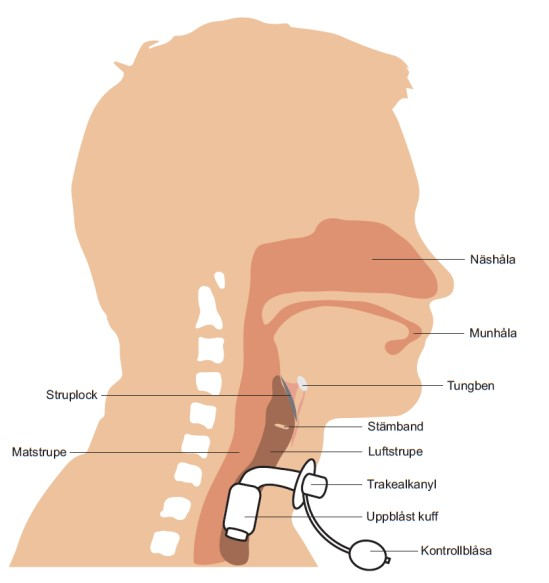 Näshåla
Munhåla
Tungben
Struplock
Stämband
Matstrupe
Luftstrupe
Trakealkanyl
Uppblåst kuff
Kontrollblåsa